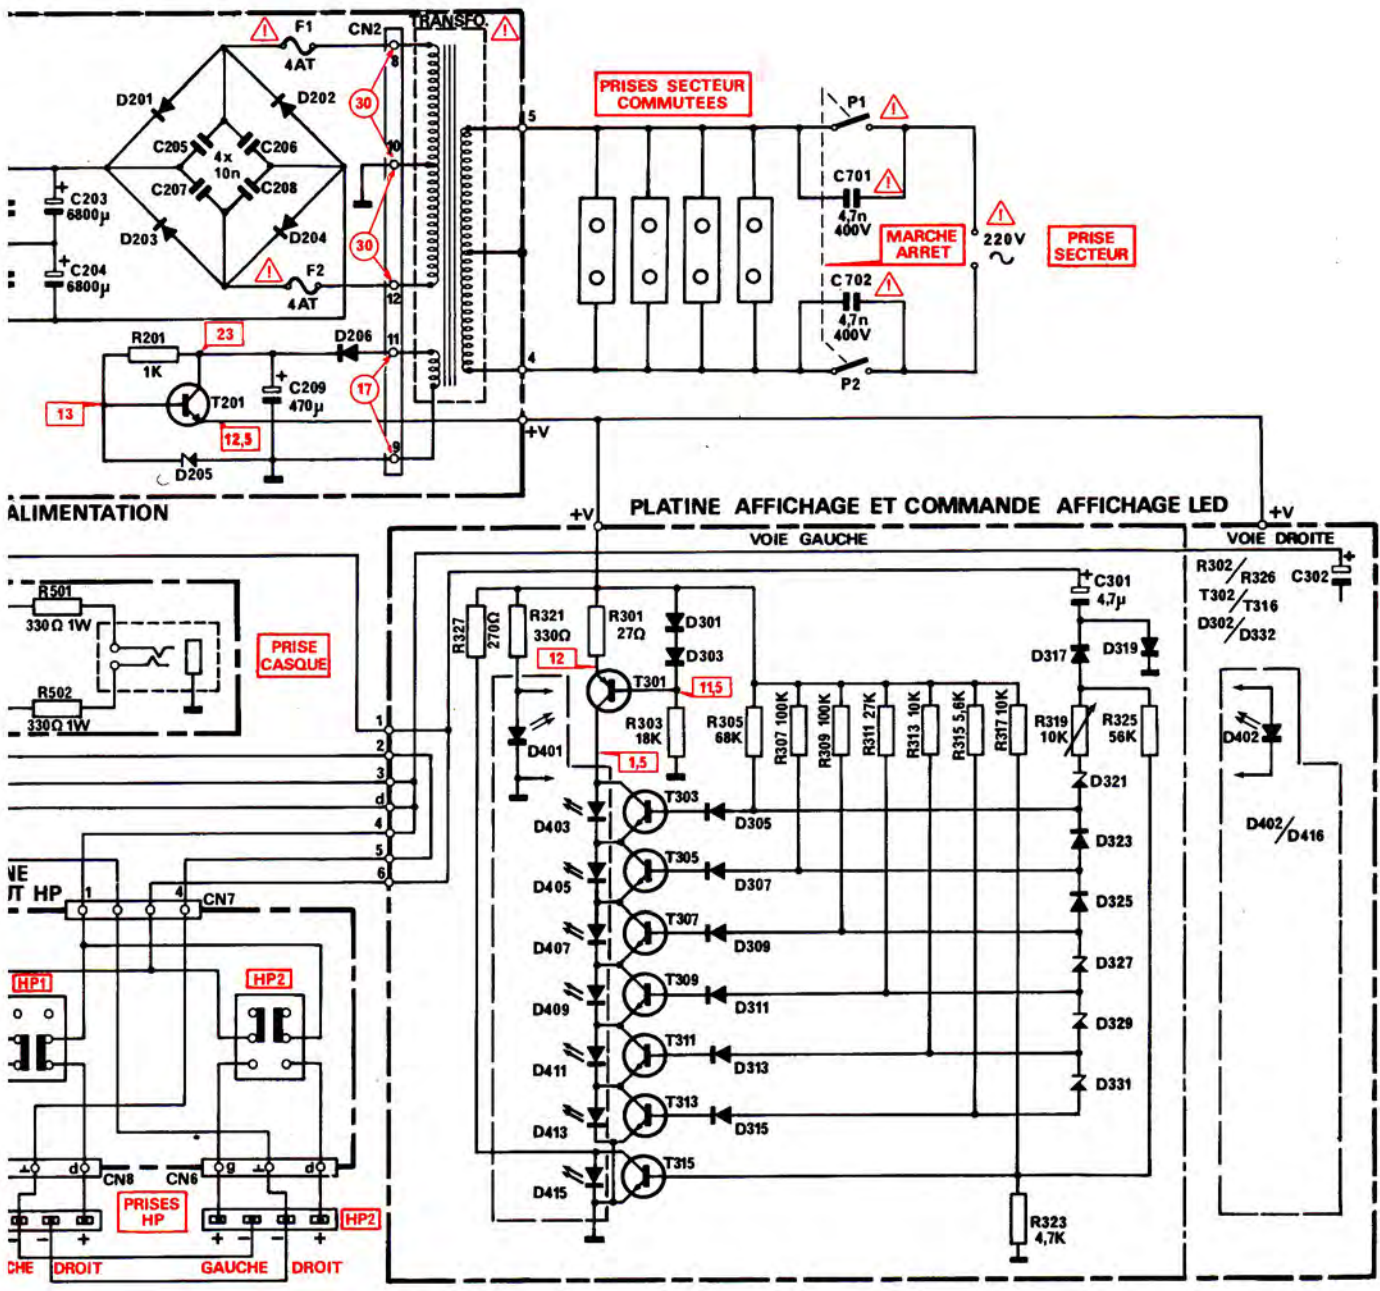 F1
4AT
CN2
TRANSFO.
8
D201
D202
30
C205
C206
4x
10n
C207
C208
10
C203
6800µ
C204
6800µ
D203
D204
30
F2
4AT
12
R201
1K
23
D206
11
T201
C209
470µ
17
13
12,5
D205
9
+V
5
4
PRISES SECTEUR
COMMUTEES
P1
C701
4,7n
400V
MARCHE
ARRET
220V
PRISE
SECTEUR
C702
4,7n
400V
P2
ALIMENTATION
PLATINE AFFICHAGE ET COMMANDE AFFICHAGE LED
+V
+V
VOIE GAUCHE
VOIE DROITE
R302/R326
T302/T316
D302/D332
C302
R501
330Ω 1W
R502
330Ω 1W
PRISE
CASQUE
R327
270Ω
R321
330Ω
R301
27Ω
D301
D303
12
T301
11,5
R303
18K
1,5
D401
C301
4,7µ
D317
D319
R305
68K
R307 100K
R309 100K
R311 27K
R313 10K
R315 5,6K
R317 10K
R319
10K
R325
56K
D402
D402/D416
1
2
3
d
4
5
6
D403
T303
D305
D321
D405
T305
D307
D323
D407
T307
D309
D325
D409
T309
D311
D327
D411
T311
D313
D329
D413
T313
D315
D331
D415
T315
R323
4,7K
NE
UT HP
1
4
CN7
HP1
HP2
d
CN8
CN6
g
d
PRISES
HP
HP2
-
+
+
-
-
+
CHE
DROIT
GAUCHE
DROIT